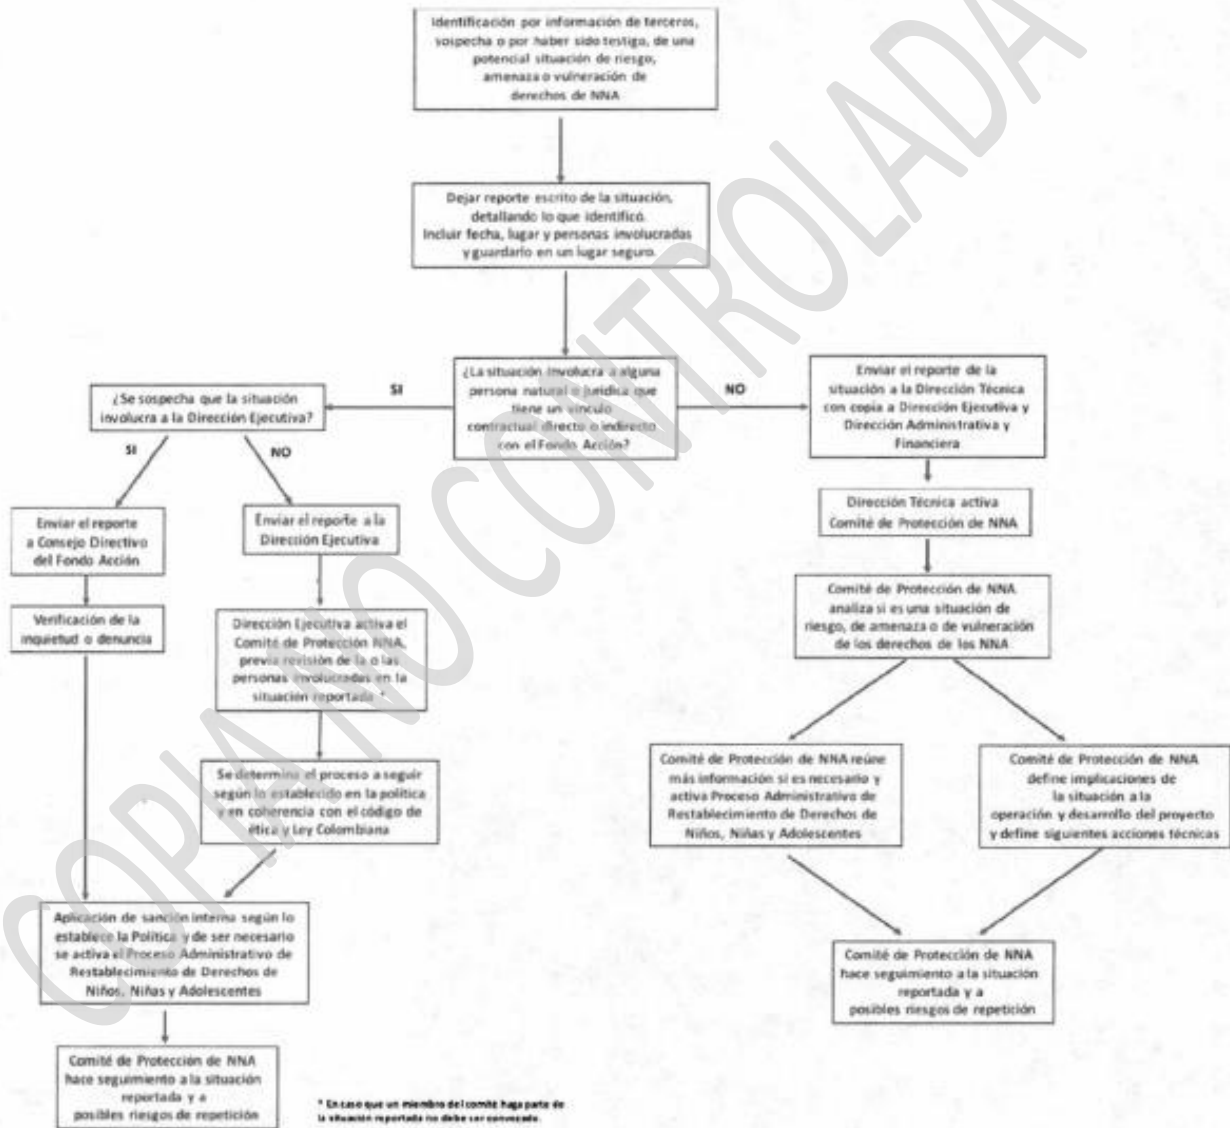 Identificación por información de terceros,
sospecha o por haber sido testigo, de una
potencial situación de riesgo,
amenaza o vulneración de
derechos de NNA
Dejar reporte escrito de la situación,
detallando lo que identificó.
Incluir fecha, lugar y personas involucradas
y guardarlo en un lugar seguro.
¿La situación involucra a alguna
persona natural o jurídica que
tiene un vínculo
contractual directo o indirecto
con el Fondo Acción?
SI
NO
¿Se sospecha que la situación
involucra a la Dirección Ejecutiva?
SI
NO
Enviar el reporte
a Consejo Directivo
del Fondo Acción
Verificación de la
inquietud o denuncia
Enviar el reporte a la
Dirección Ejecutiva
Dirección Ejecutiva activa el
Comité de Protección NNA,
previa revisión de la o las
personas involucradas en la
situación reportada *
Se determina el proceso a seguir
según lo establecido en la política
y en coherencia con el código de
ética y Ley Colombiana
Aplicación de sanción interna según lo
establece la Política y de ser necesario
se activa el Proceso Administrativo de
Restablecimiento de Derechos de
Niños, Niñas y Adolescentes
Comité de Protección de NNA
hace seguimiento a la situación
reportada y a
posibles riesgos de repetición
Enviar el reporte de la
situación a la Dirección Técnica
con copia a Dirección Ejecutiva y
Dirección Administrativa y
Financiera
Dirección Técnica activa
Comité de Protección de NNA
Comité de Protección de NNA
analiza si es una situación de
riesgo, de amenaza o de vulneración
de los derechos de los NNA
Comité de Protección de NNA reúne
más información si es necesario y
activa Proceso Administrativo de
Restablecimiento de Derechos de
Niños, Niñas y Adolescentes
Comité de Protección de NNA
define implicaciones de
la situación a la
operación y desarrollo del proyecto
y define siguientes acciones técnicas
Comité de Protección de NNA
hace seguimiento a la situación
reportada y a
posibles riesgos de repetición
* En caso que un miembro del comité haga parte de
la situación reportada no debe ser convocado.
COPIA NO CONTROLADA